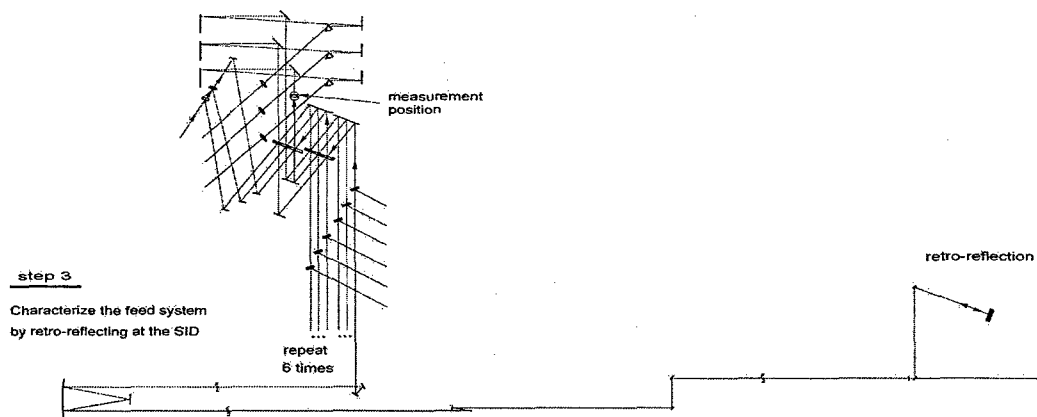 measurement
position
retro-reflection
step 3
Characterize the feed system
by retro-reflecting at the SID
repeat
6 times